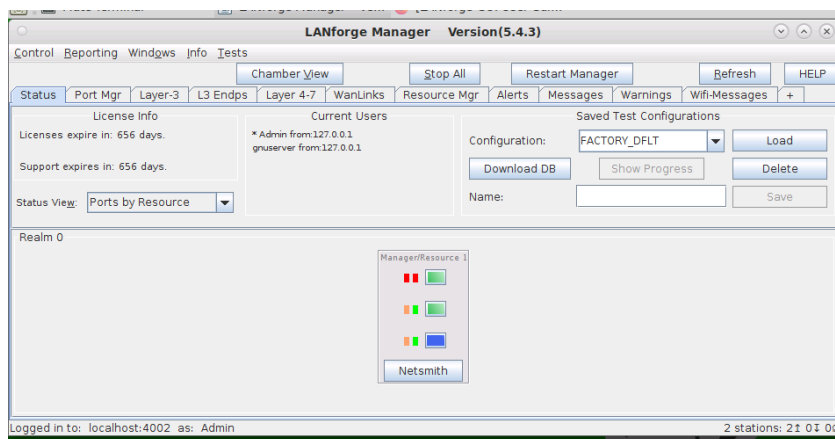 LANforge Manager Version(5.4.3)
Control Reporting Windows Info Tests
Chamber View Stop All Restart Manager Refresh HELP
Status Port Mgr Layer-3 L3 Endps Layer 4-7 WanLinks Resource Mgr Alerts Messages Warnings Wifi-Messages +
License Info
Licenses expire in: 656 days.
Support expires in: 656 days.
Status View: Ports by Resource
Current Users
* Admin from:127.0.0.1
gnuserver from:127.0.0.1
Saved Test Configurations
Configuration: FACTORY_DFLT Load
Download DB Show Progress Delete
Name: Save
Realm 0
Manager/Resource 1
Netsmith
Logged in to: localhost:4002 as: Admin
2 stations: 2↥ 0↧